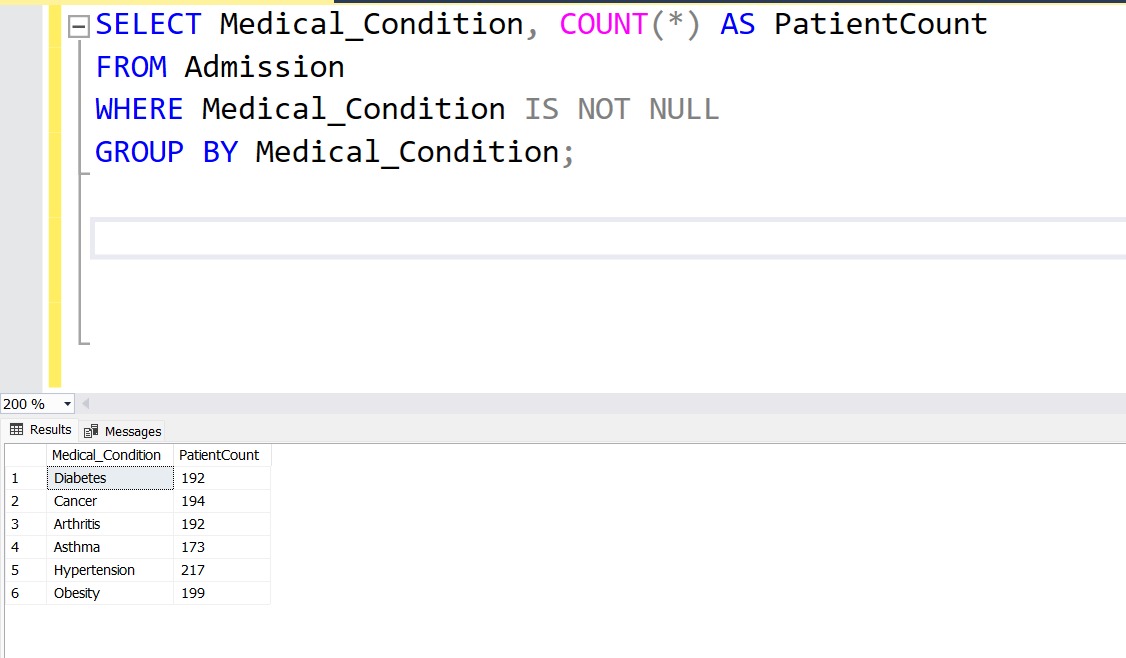 SELECT Medical_Condition, COUNT(*) AS PatientCount
FROM Admission
WHERE Medical_Condition IS NOT NULL
GROUP BY Medical_Condition;
200 %
Results Messages
Medical_Condition PatientCount
1 Diabetes 192
2 Cancer 194
3 Arthritis 192
4 Asthma 173
5 Hypertension 217
6 Obesity 199